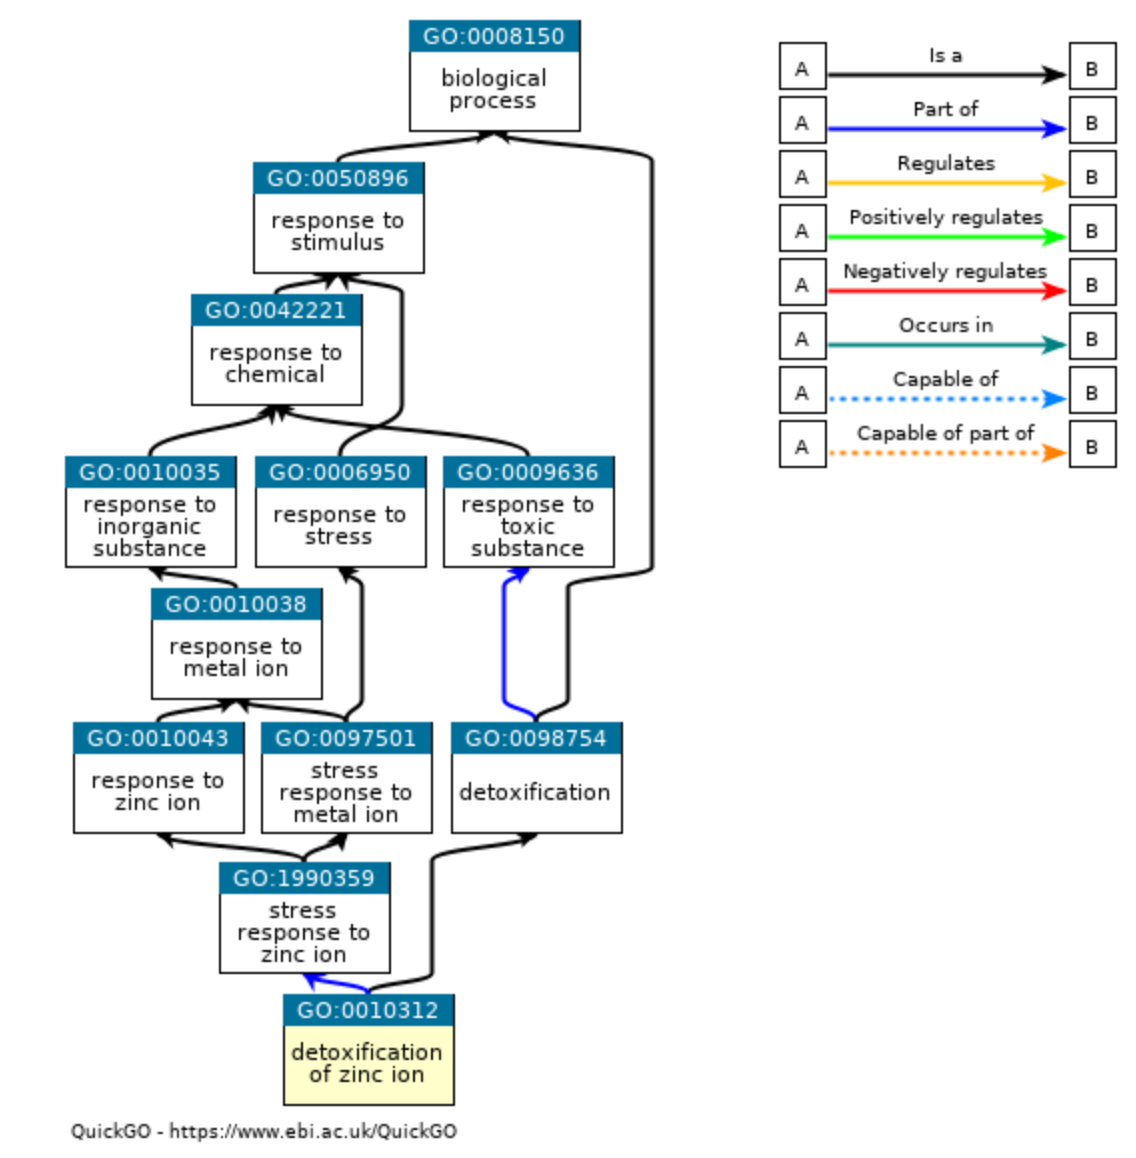 GO:0008150
biological
process
GO:0050896
response to
stimulus
GO:0042221
response to
chemical
GO:0010035
response to
inorganic
substance
GO:0006950
response to
stress
GO:0009636
response to
toxic
substance
GO:0010038
response to
metal ion
GO:0010043
response to
zinc ion
GO:0097501
stress
response to
metal ion
GO:0098754
detoxification
GO:1990359
stress
response to
zinc ion
GO:0010312
detoxification
of zinc ion
QuickGO - https://www.ebi.ac.uk/QuickGO
A Is a B
A Part of B
A Regulates B
A Positively regulates B
A Negatively regulates B
A Occurs in B
A Capable of B
A Capable of part of B